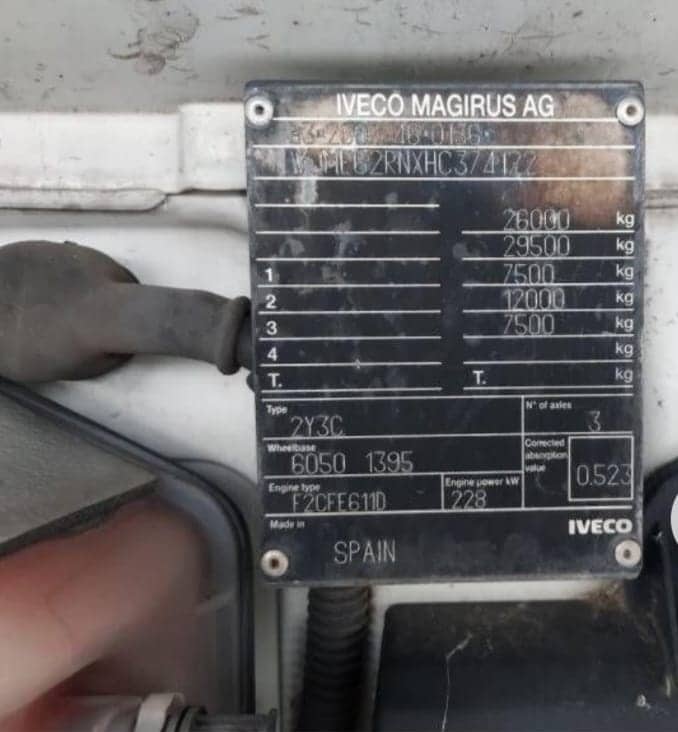 IVECO MAGIRUS AG
26000 kg
29500 kg
1 7500 kg
2 12000 kg
3 7500 kg
4 kg
T. T. kg
Type
2Y3C
N° of axles
3
Wheelbase
6050 1395
Corrected absorption value
0.523
Engine type
F2CFE611D
Engine power kW
228
Made in
SPAIN
IVECO